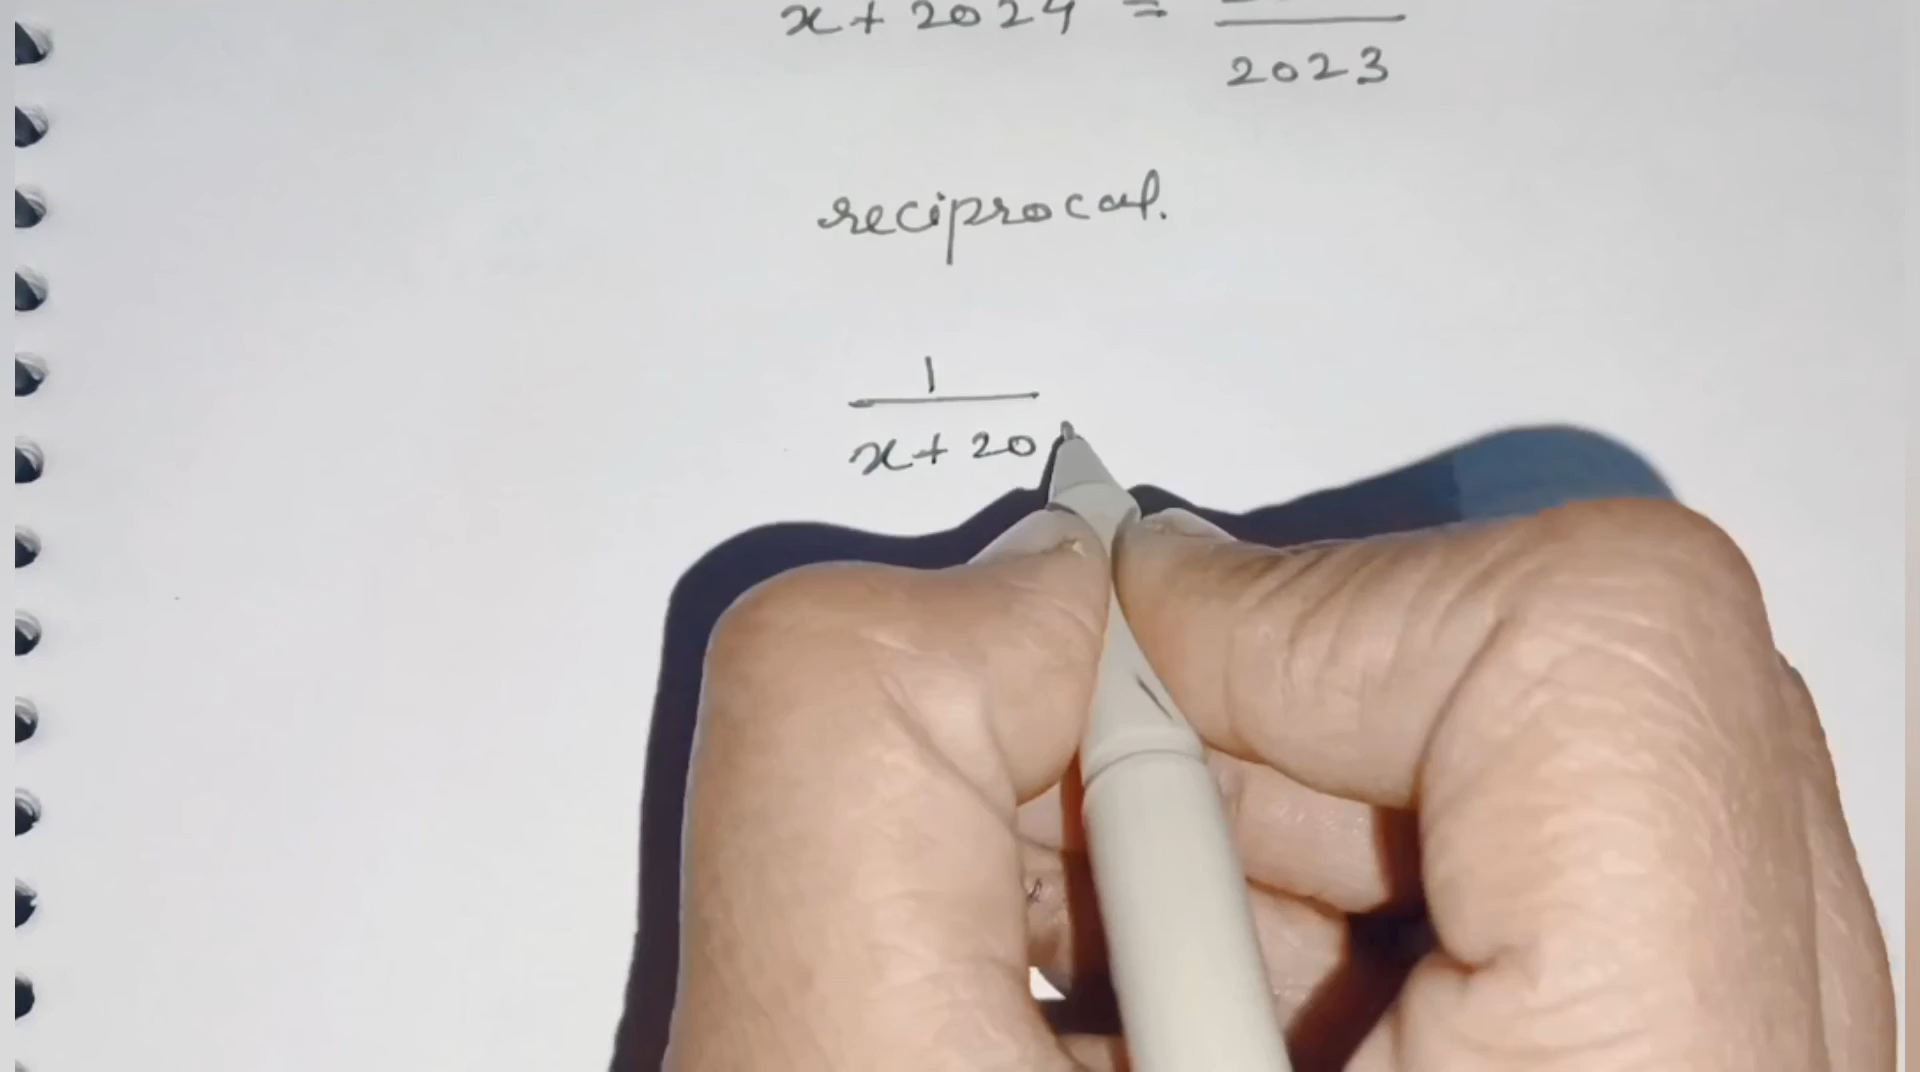 x + 2024 =
2023
reciprocal.
1
x + 20